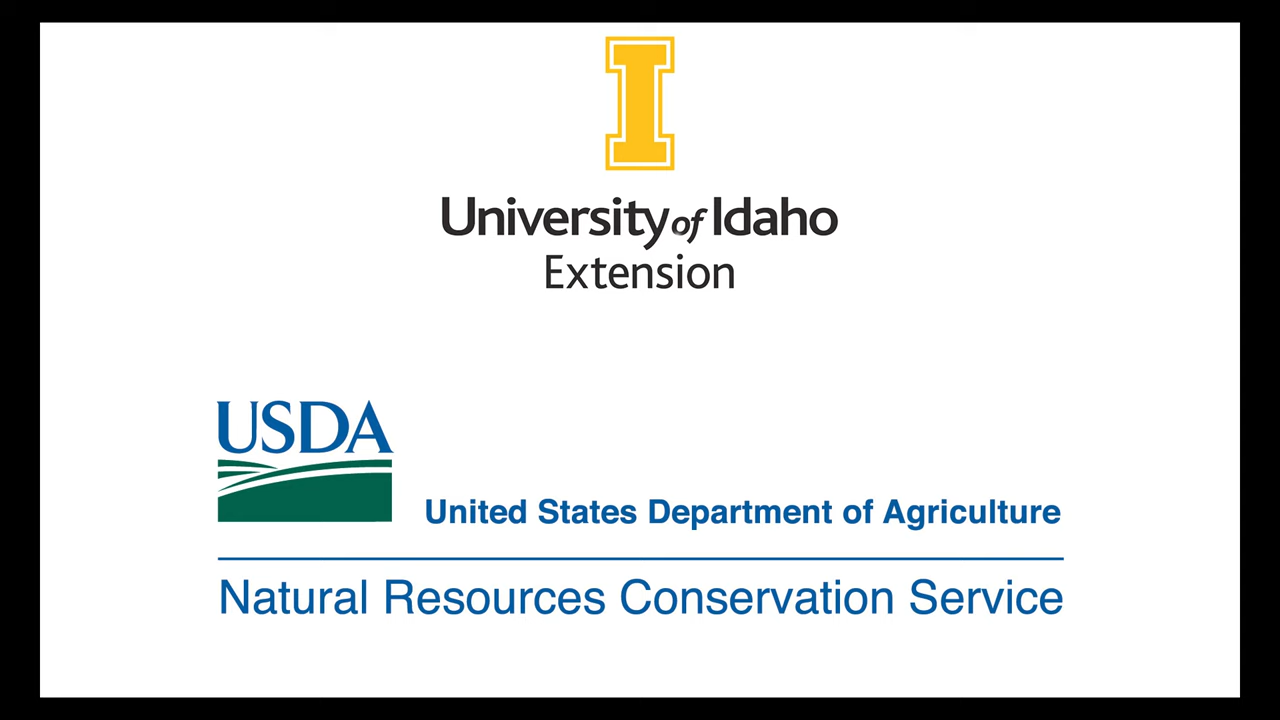 I
University of Idaho
Extension
USDA
United States Department of Agriculture
Natural Resources Conservation Service